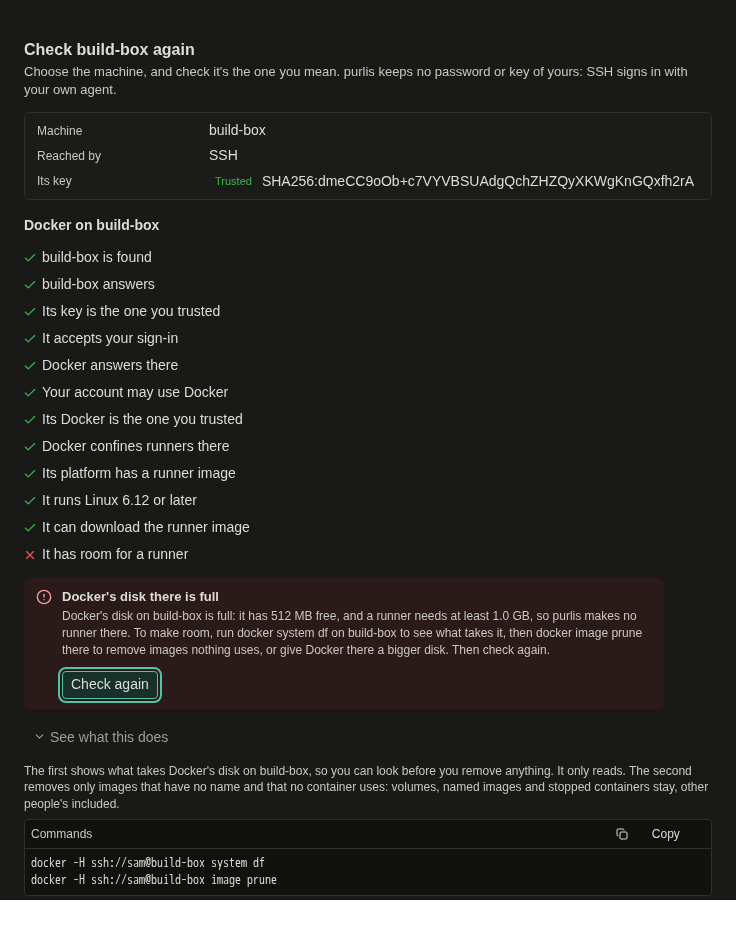 Check build-box again
Choose the machine, and check it's the one you mean. purlis keeps no password or key of yours: SSH signs in with
your own agent.
Machine build-box
Reached by SSH
Its key Trusted SHA256:dmeCC9oOb+c7VYVBSUAdgQchZHZQyXKWgKnGQxfh2rA
Docker on build-box
build-box is found
build-box answers
Its key is the one you trusted
It accepts your sign-in
Docker answers there
Your account may use Docker
Its Docker is the one you trusted
Docker confines runners there
Its platform has a runner image
It runs Linux 6.12 or later
It can download the runner image
It has room for a runner
Docker's disk there is full
Docker's disk on build-box is full: it has 512 MB free, and a runner needs at least 1.0 GB, so purlis makes no
runner there. To make room, run docker system df on build-box to see what takes it, then docker image prune
there to remove images nothing uses, or give Docker there a bigger disk. Then check again.
Check again
See what this does
The first shows what takes Docker's disk on build-box, so you can look before you remove anything. It only reads. The second
removes only images that have no name and that no container uses: volumes, named images and stopped containers stay, other
people's included.
Commands Copy
docker -H ssh://sam@build-box system df
docker -H ssh://sam@build-box image prune